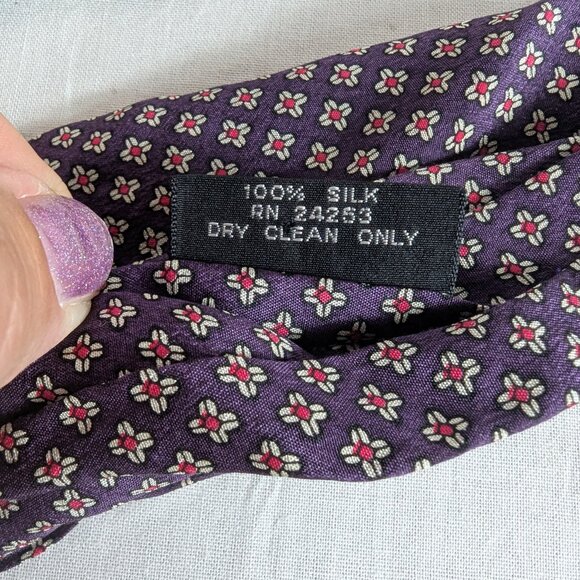 100% SILK
RN 24253
DRY CLEAN ONLY